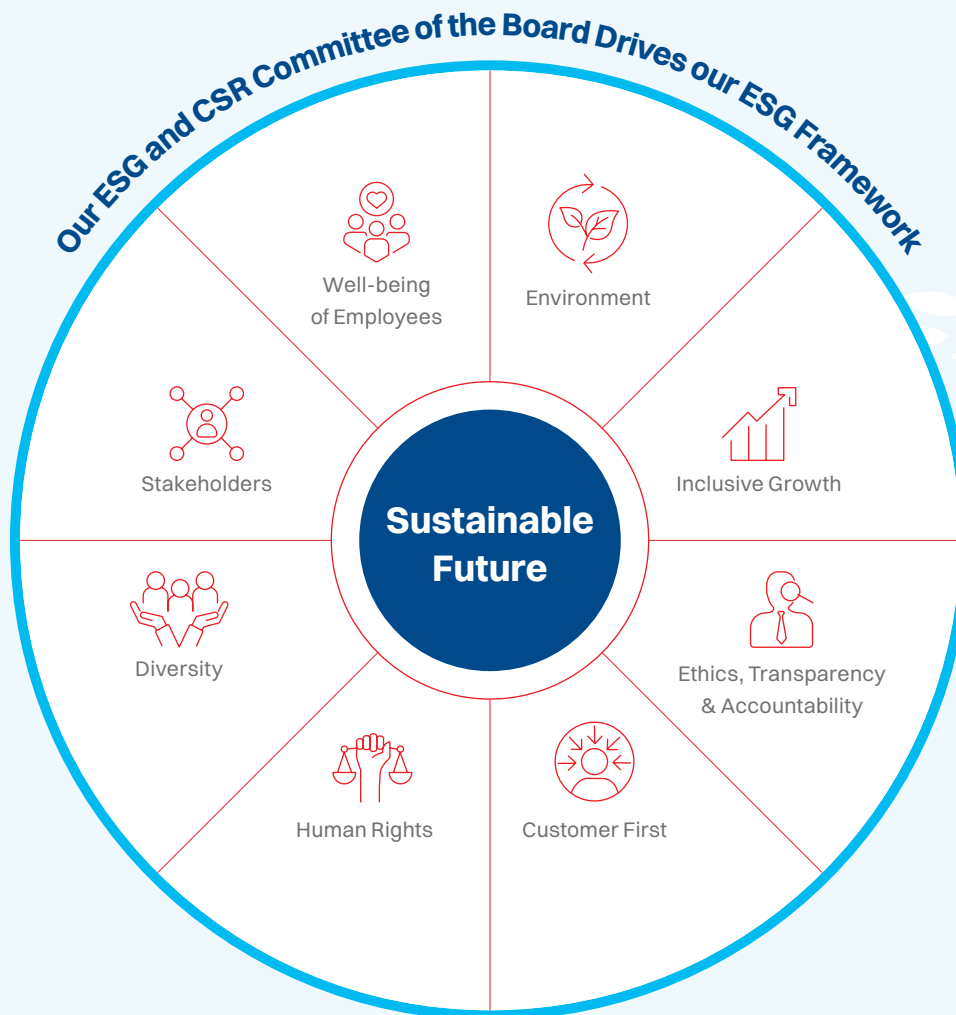 Our ESG and CSR Committee of the Board Drives our ESG Framework
Well-being
of Employees
Environment
Stakeholders
Inclusive Growth
Sustainable
Future
Diversity
Ethics, Transparency
& Accountability
Human Rights
Customer First